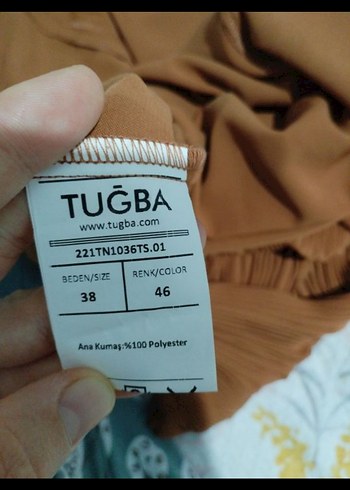 TUĞBA
www.tugba.com
221TN1036TS.01
BEDEN/SIZE RENK/COLOR
38 46
Ana Kumaş:%100 Polyester